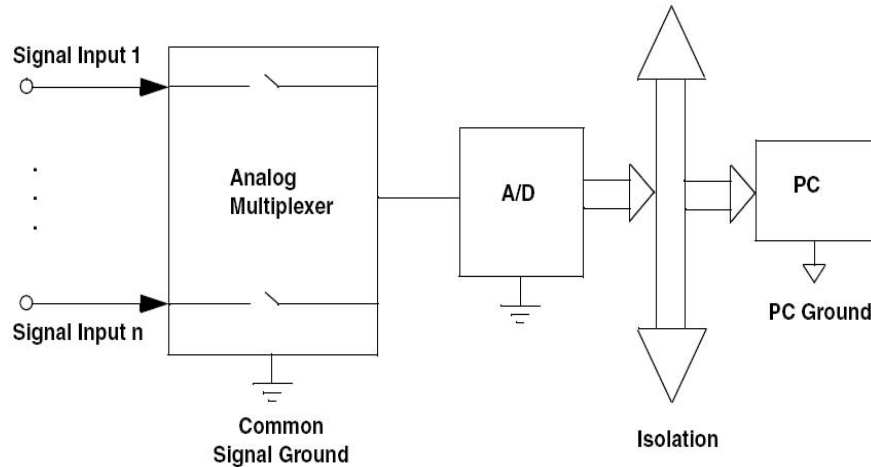 Signal Input 1
Analog
Multiplexer
A/D
PC
Signal Input n
PC Ground
Common
Signal Ground
Isolation